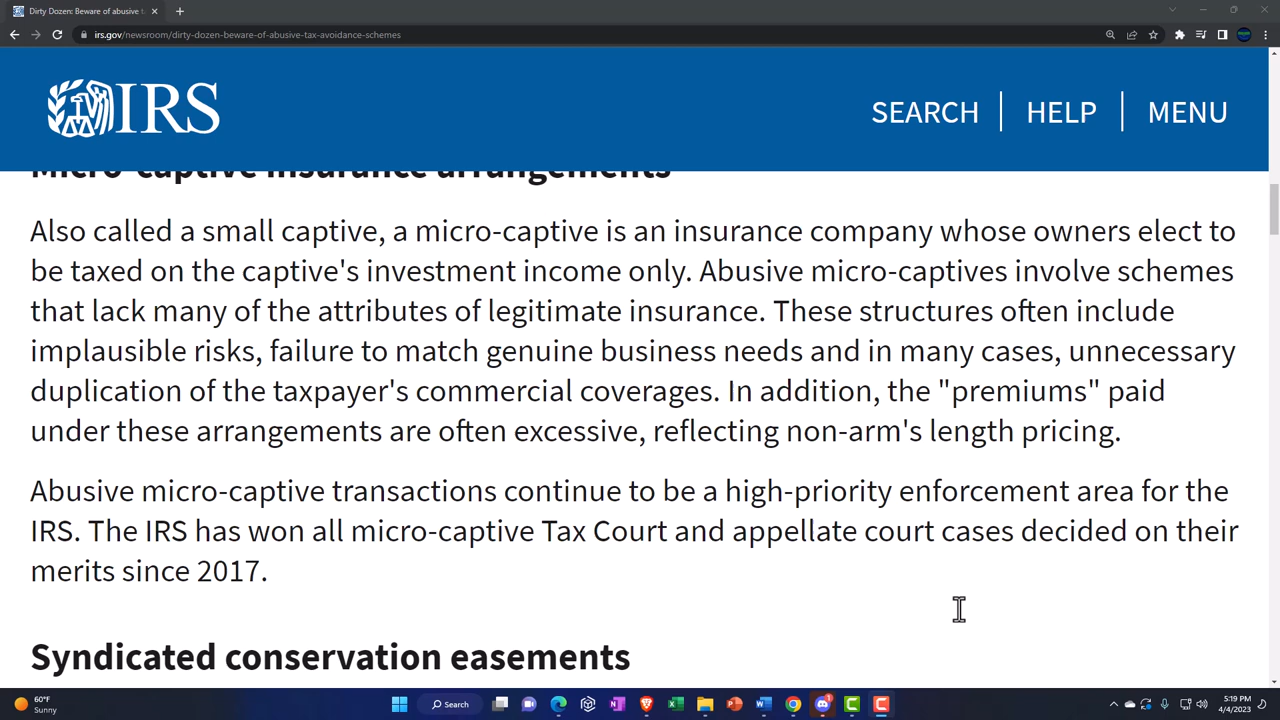 Dirty Dozen: Beware of abusive t
irs.gov/newsroom/dirty-dozen-beware-of-abusive-tax-avoidance-schemes
IRS
SEARCH
HELP
MENU
Micro-captive insurance arrangements
Also called a small captive, a micro-captive is an insurance company whose owners elect to
be taxed on the captive's investment income only. Abusive micro-captives involve schemes
that lack many of the attributes of legitimate insurance. These structures often include
implausible risks, failure to match genuine business needs and in many cases, unnecessary
duplication of the taxpayer's commercial coverages. In addition, the "premiums" paid
under these arrangements are often excessive, reflecting non-arm's length pricing.
Abusive micro-captive transactions continue to be a high-priority enforcement area for the
IRS. The IRS has won all micro-captive Tax Court and appellate court cases decided on their
merits since 2017.
Syndicated conservation easements
60°F
Sunny
Search
1
5:19 PM
4/4/2023